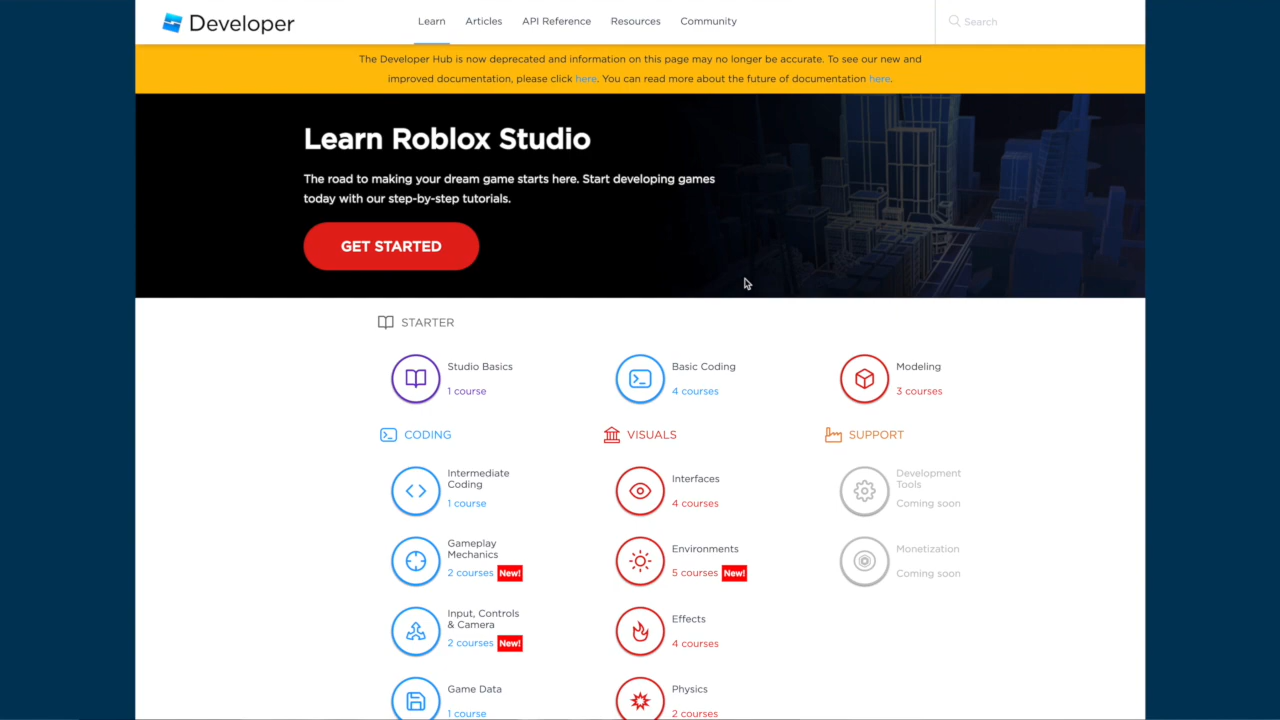 Developer
Learn
Articles
API Reference
Resources
Community
Search
The Developer Hub is now deprecated and information on this page may no longer be accurate. To see our new and
improved documentation, please click here. You can read more about the future of documentation here.
Learn Roblox Studio
The road to making your dream game starts here. Start developing games
today with our step-by-step tutorials.
GET STARTED
STARTER
Studio Basics
1 course
Basic Coding
4 courses
Modeling
3 courses
CODING
VISUALS
SUPPORT
Intermediate
Coding
1 course
Interfaces
4 courses
Development
Tools
Coming soon
Gameplay
Mechanics
2 courses New!
Environments
5 courses New!
Monetization
Coming soon
Input, Controls
& Camera
2 courses New!
Effects
4 courses
Game Data
1 course
Physics
2 courses